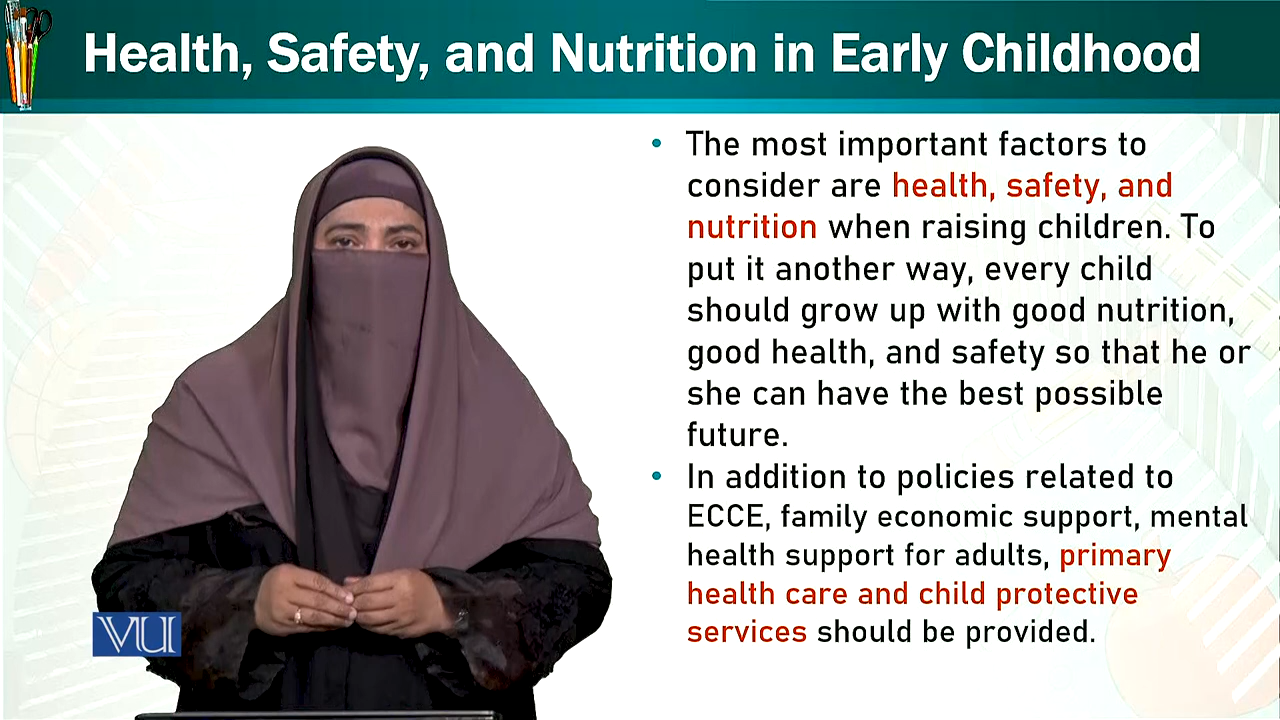 Health, Safety, and Nutrition in Early Childhood
• The most important factors to
consider are health, safety, and
nutrition when raising children. To
put it another way, every child
should grow up with good nutrition,
good health, and safety so that he or
she can have the best possible
future.
• In addition to policies related to
ECCE, family economic support, mental
health support for adults, primary
health care and child protective
services should be provided.
VU